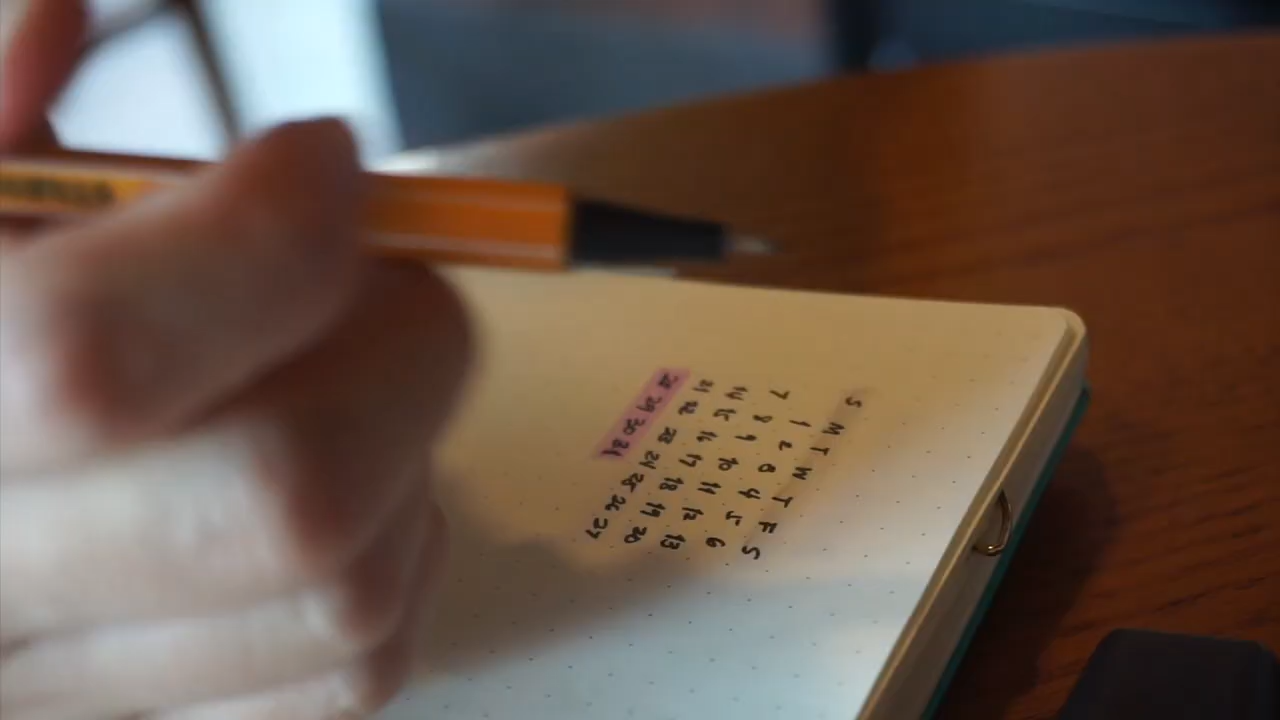 S M T W T F S
1 2 3 4 5 6
7 8 9 10 11 12 13
14 15 16 17 18 19 20
21 22 23 24 25 26 27
28 29 30 31